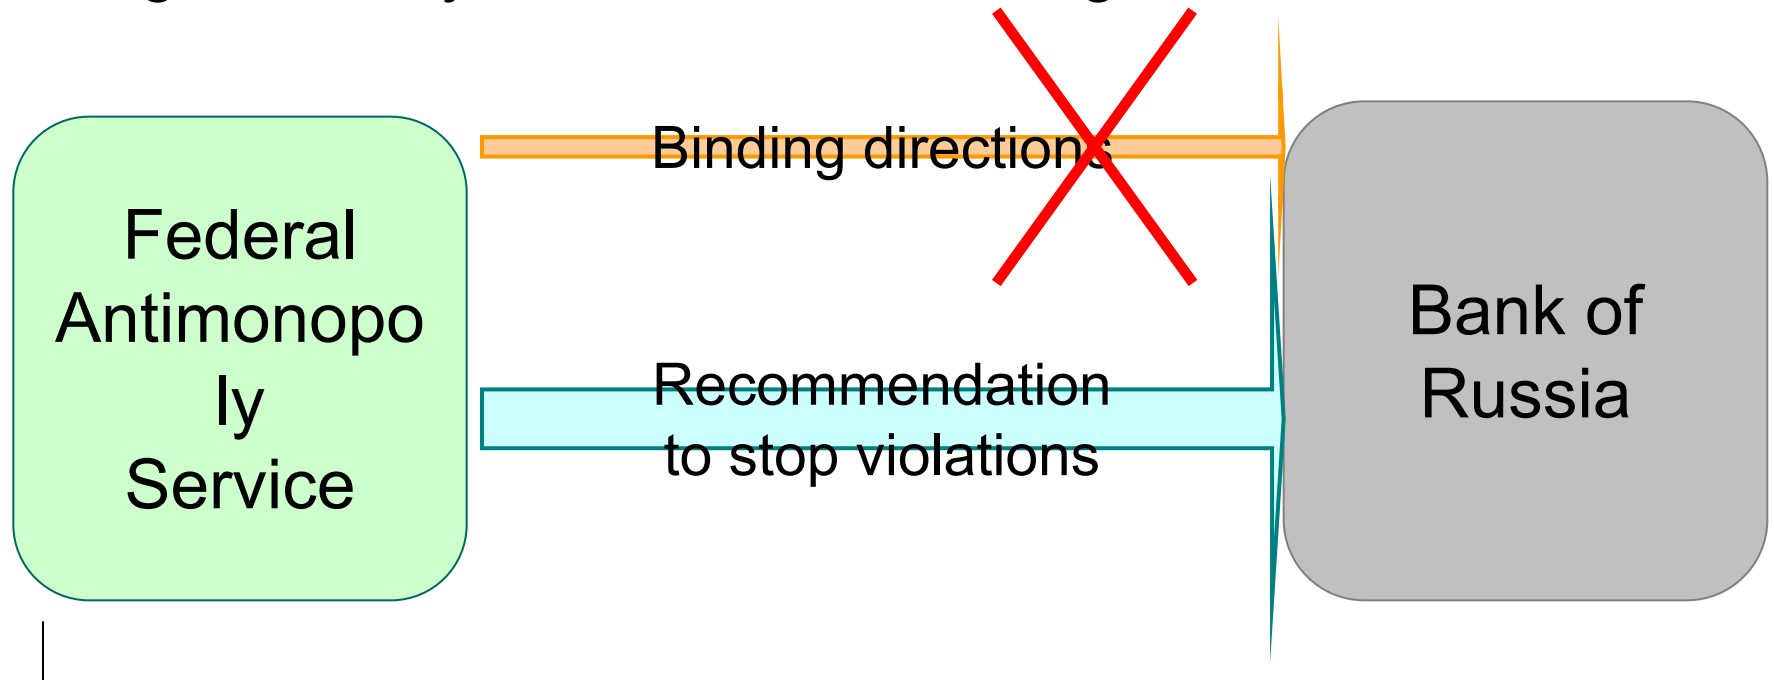 Binding directions
Federal
Antimonopo
ly
Service
Recommendation
to stop violations
Bank of
Russia